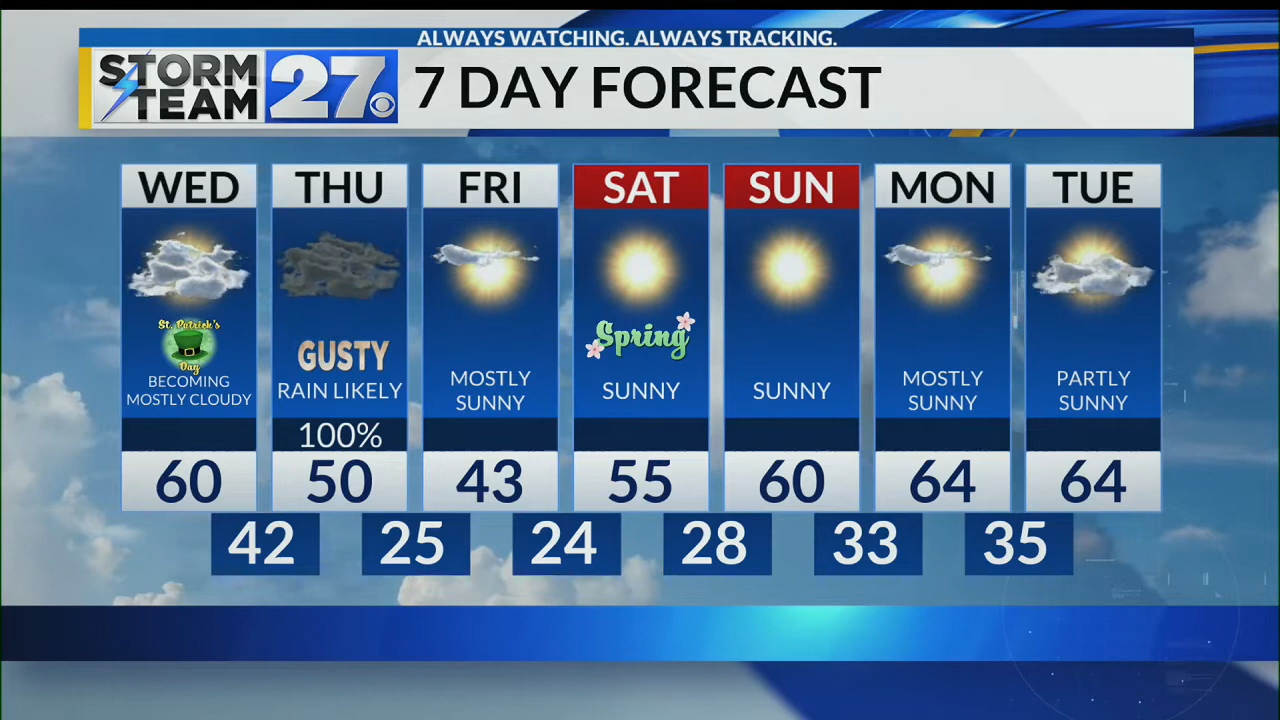 ALWAYS WATCHING. ALWAYS TRACKING.
STORM
TEAM
27
7 DAY FORECAST
WED
St. Patrick's
Day
BECOMING
MOSTLY CLOUDY
60
THU
GUSTY
RAIN LIKELY
100%
50
FRI
MOSTLY
SUNNY
43
SAT
Spring
SUNNY
55
SUN
SUNNY
60
MON
MOSTLY
SUNNY
64
TUE
PARTLY
SUNNY
64
42
25
24
28
33
35